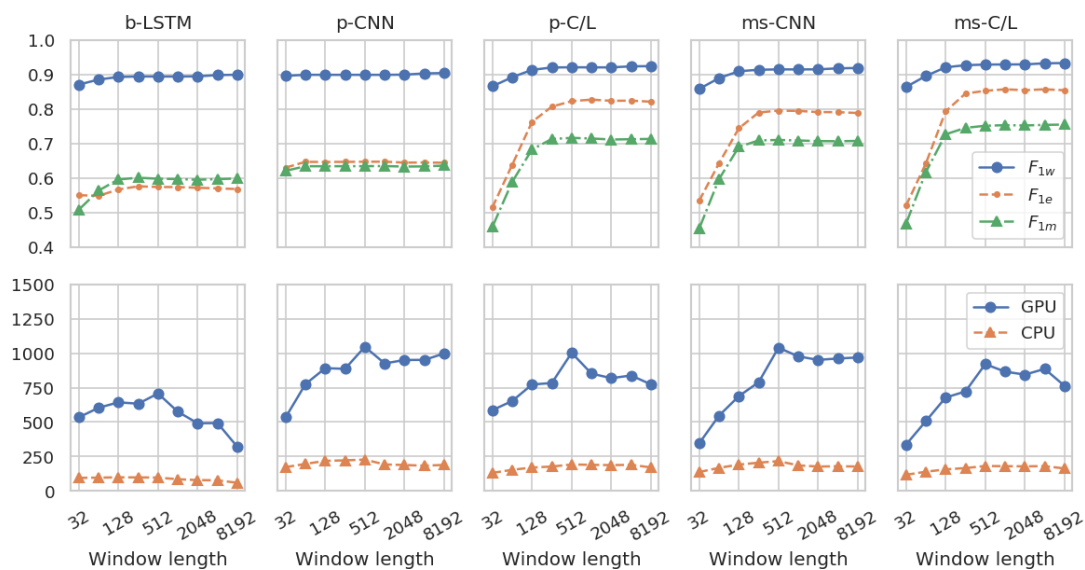 b-LSTM p-CNN p-C/L ms-CNN ms-C/L
1.0
0.9
0.8
0.7
0.6
0.5
0.4
F1w
F1e
F1m
1500
1250
1000
750
500
250
0
GPU
CPU
32 128 512 2048 8192 32 128 512 2048 8192 32 128 512 2048 8192 32 128 512 2048 8192 32 128 512 2048 8192
Window length Window length Window length Window length Window length